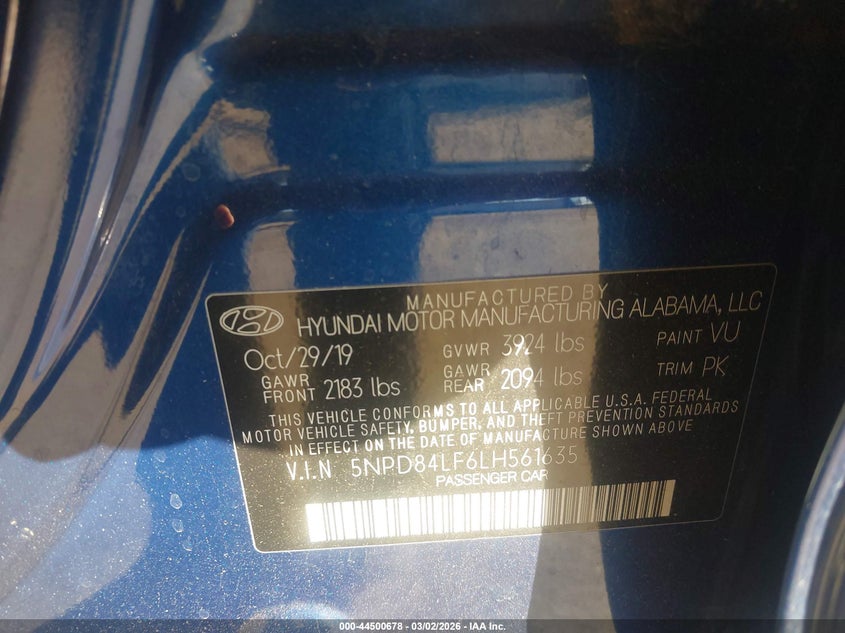 MANUFACTURED BY
HYUNDAI MOTOR MANUFACTURING ALABAMA, LLC
Oct/29/19 GVWR 3924 lbs PAINT VU
GAWR FRONT 2183 lbs GAWR REAR 2094 lbs TRIM PK
THIS VEHICLE CONFORMS TO ALL APPLICABLE U.S.A. FEDERAL
MOTOR VEHICLE SAFETY, BUMPER, AND THEFT PREVENTION STANDARDS
IN EFFECT ON THE DATE OF MANUFACTURE SHOWN ABOVE
V.I.N 5NPD84LF6LH561635
PASSENGER CAR
000-44500678 - 03/02/2026 - IAA Inc.